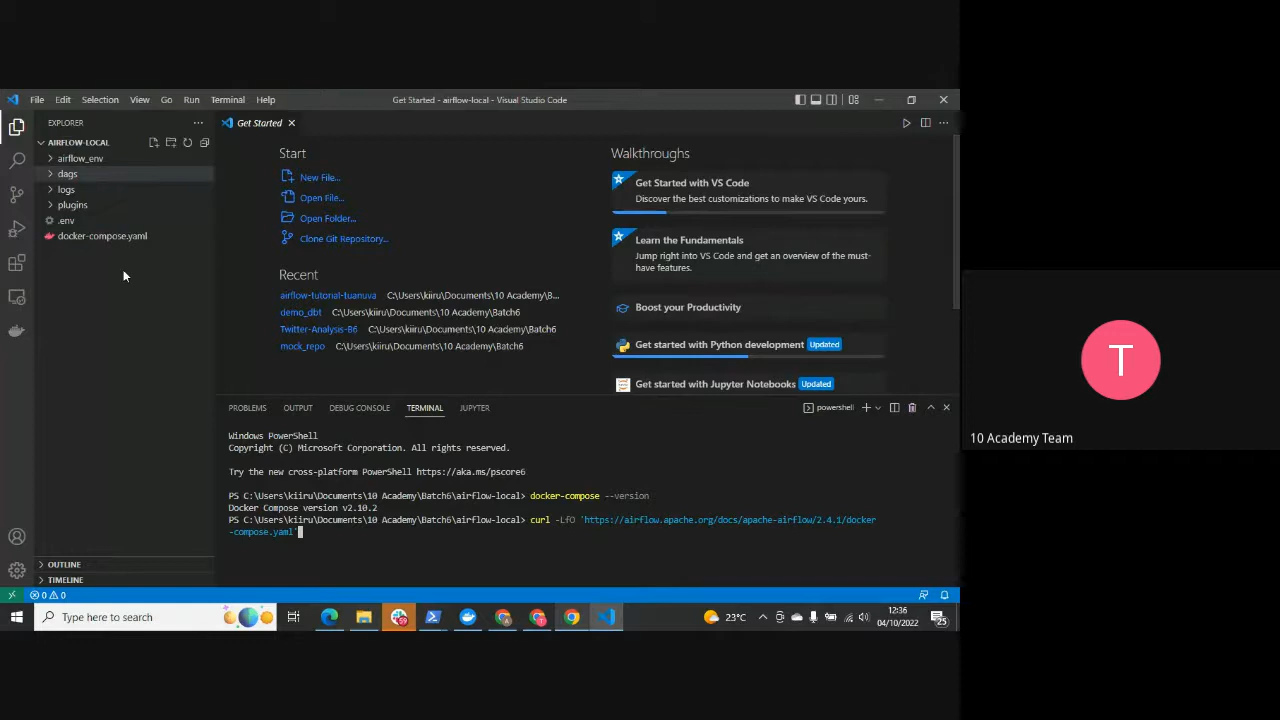 File Edit Selection View Go Run Terminal Help
Get Started - airflow-local - Visual Studio Code
EXPLORER
AIRFLOW-LOCAL
airflow_env
dags
logs
plugins
.env
docker-compose.yaml
OUTLINE
TIMELINE
Get Started
Start
New File...
Open File...
Open Folder...
Clone Git Repository...
Recent
airflow-tutorial-tuanuva C:\Users\kiiru\Documents\10 Academy\B...
demo_dbt C:\Users\kiiru\Documents\10 Academy\Batch6
Twitter-Analysis-B6 C:\Users\kiiru\Documents\10 Academy\Batch6
mock_repo C:\Users\kiiru\Documents\10 Academy\Batch6
Walkthroughs
Get Started with VS Code
Discover the best customizations to make VS Code yours.
Learn the Fundamentals
Jump right into VS Code and get an overview of the must-
have features.
Boost your Productivity
Get started with Python development Updated
Get started with Jupyter Notebooks Updated
PROBLEMS OUTPUT DEBUG CONSOLE TERMINAL JUPYTER
powershell
Windows PowerShell
Copyright (C) Microsoft Corporation. All rights reserved.
Try the new cross-platform PowerShell https://aka.ms/pscore6
PS C:\Users\kiiru\Documents\10 Academy\Batch6\airflow-local> docker-compose --version
Docker Compose version v2.10.2
PS C:\Users\kiiru\Documents\10 Academy\Batch6\airflow-local> curl -LfO 'https://airflow.apache.org/docs/apache-airflow/2.4.1/docker
-compose.yaml'
0 0
Type here to search
59
23°C
12:36
04/10/2022
25
T
10 Academy Team